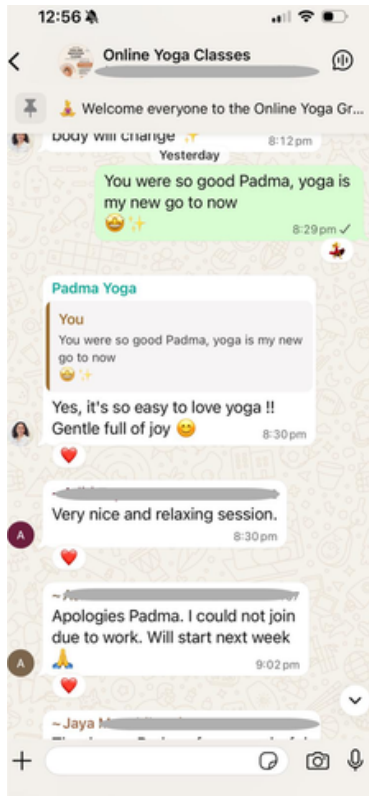 12:56
Online Yoga Classes
Welcome everyone to the Online Yoga Gr...
body will change
8:12pm
Yesterday
You were so good Padma, yoga is
my new go to now
🤩✨
8:29pm
Padma Yoga
You
You were so good Padma, yoga is my new
go to now
🤩✨
Yes, it's so easy to love yoga !!
Gentle full of joy 😊
8:30pm
Very nice and relaxing session.
8:30pm
A
Apologies Padma. I could not join
due to work. Will start next week
🙏
9:02pm
A
~Jaya